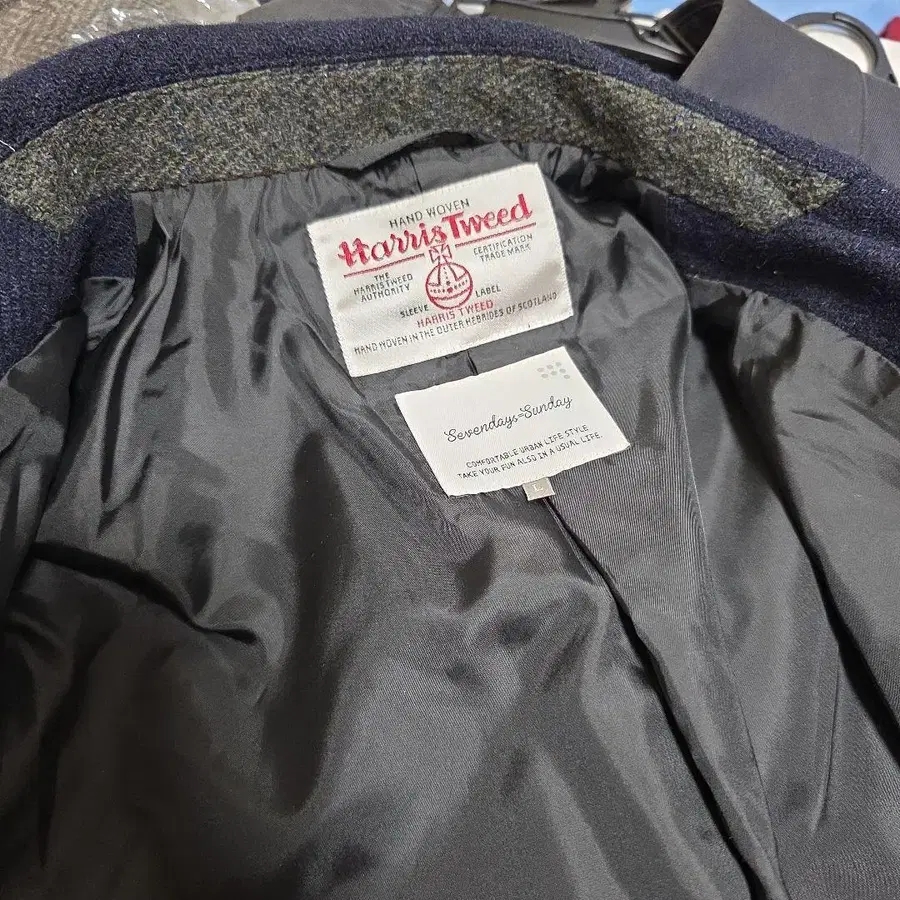 HAND WOVEN
Harris Tweed
THE
HARRIS TWEED
AUTHORITY
CERTIFICATION
TRADE MARK
SLEEVE LABEL
HARRIS TWEED
HAND WOVEN IN THE OUTER HEBRIDES OF SCOTLAND
Sevendays=Sunday
COMFORTABLE URBAN LIFE STYLE
TAKE YOUR FUN ALSO IN A USUAL LIFE.
L